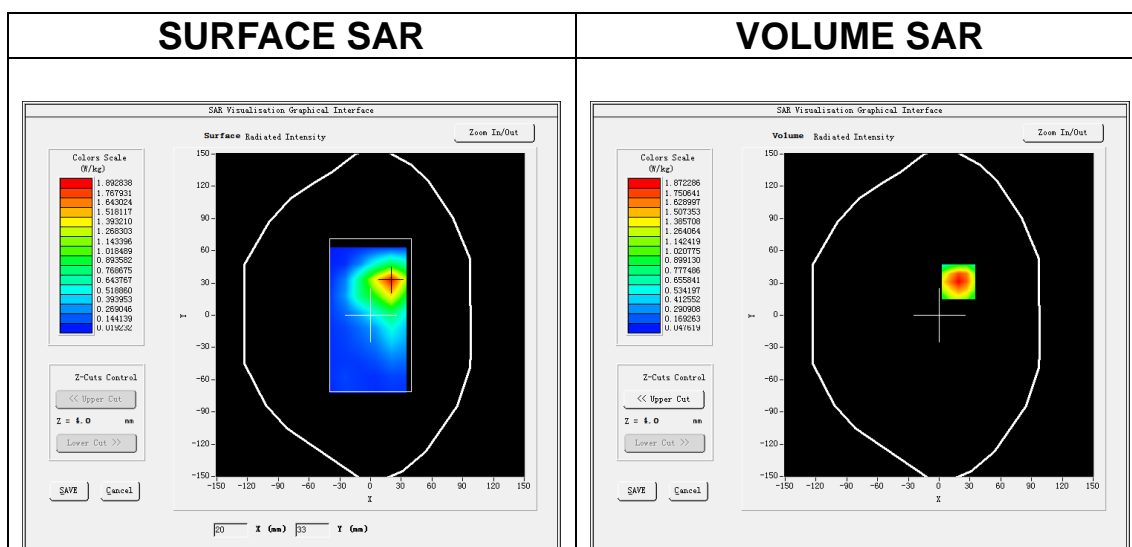 SURFACE SAR
VOLUME SAR
SAR Visualisation Graphical Interface
Surface Radiated Intensity
Zoom In/Out
Colors Scale
(W/kg)
1.892838
1.767931
1.643024
1.518117
1.393210
1.268303
1.143396
1.018489
0.893582
0.768675
0.643767
0.518860
0.393953
0.269046
0.144139
0.019232
150
120
90
60
30
0
-30
-60
-90
-120
-150
Y
-150 -120 -90 -60 -30 0 30 60 90 120 150
X
Z-Cuts Control
<< Upper Cut
Z = 4.0 mm
Lower Cut >>
SAVE Cancel
20 X (mm) 33 Y (mm)
SAR Visualisation Graphical Interface
Volume Radiated Intensity
Zoom In/Out
Colors Scale
(W/kg)
1.872286
1.750641
1.628997
1.507353
1.385708
1.264064
1.142419
1.020775
0.899130
0.777486
0.655841
0.534197
0.412552
0.290908
0.169263
0.047619
150
120
90
60
30
0
-30
-60
-90
-120
-150
Y
-150 -120 -90 -60 -30 0 30 60 90 120 150
X
Z-Cuts Control
<< Upper Cut
Z = 4.0 mm
Lower Cut >>
SAVE Cancel